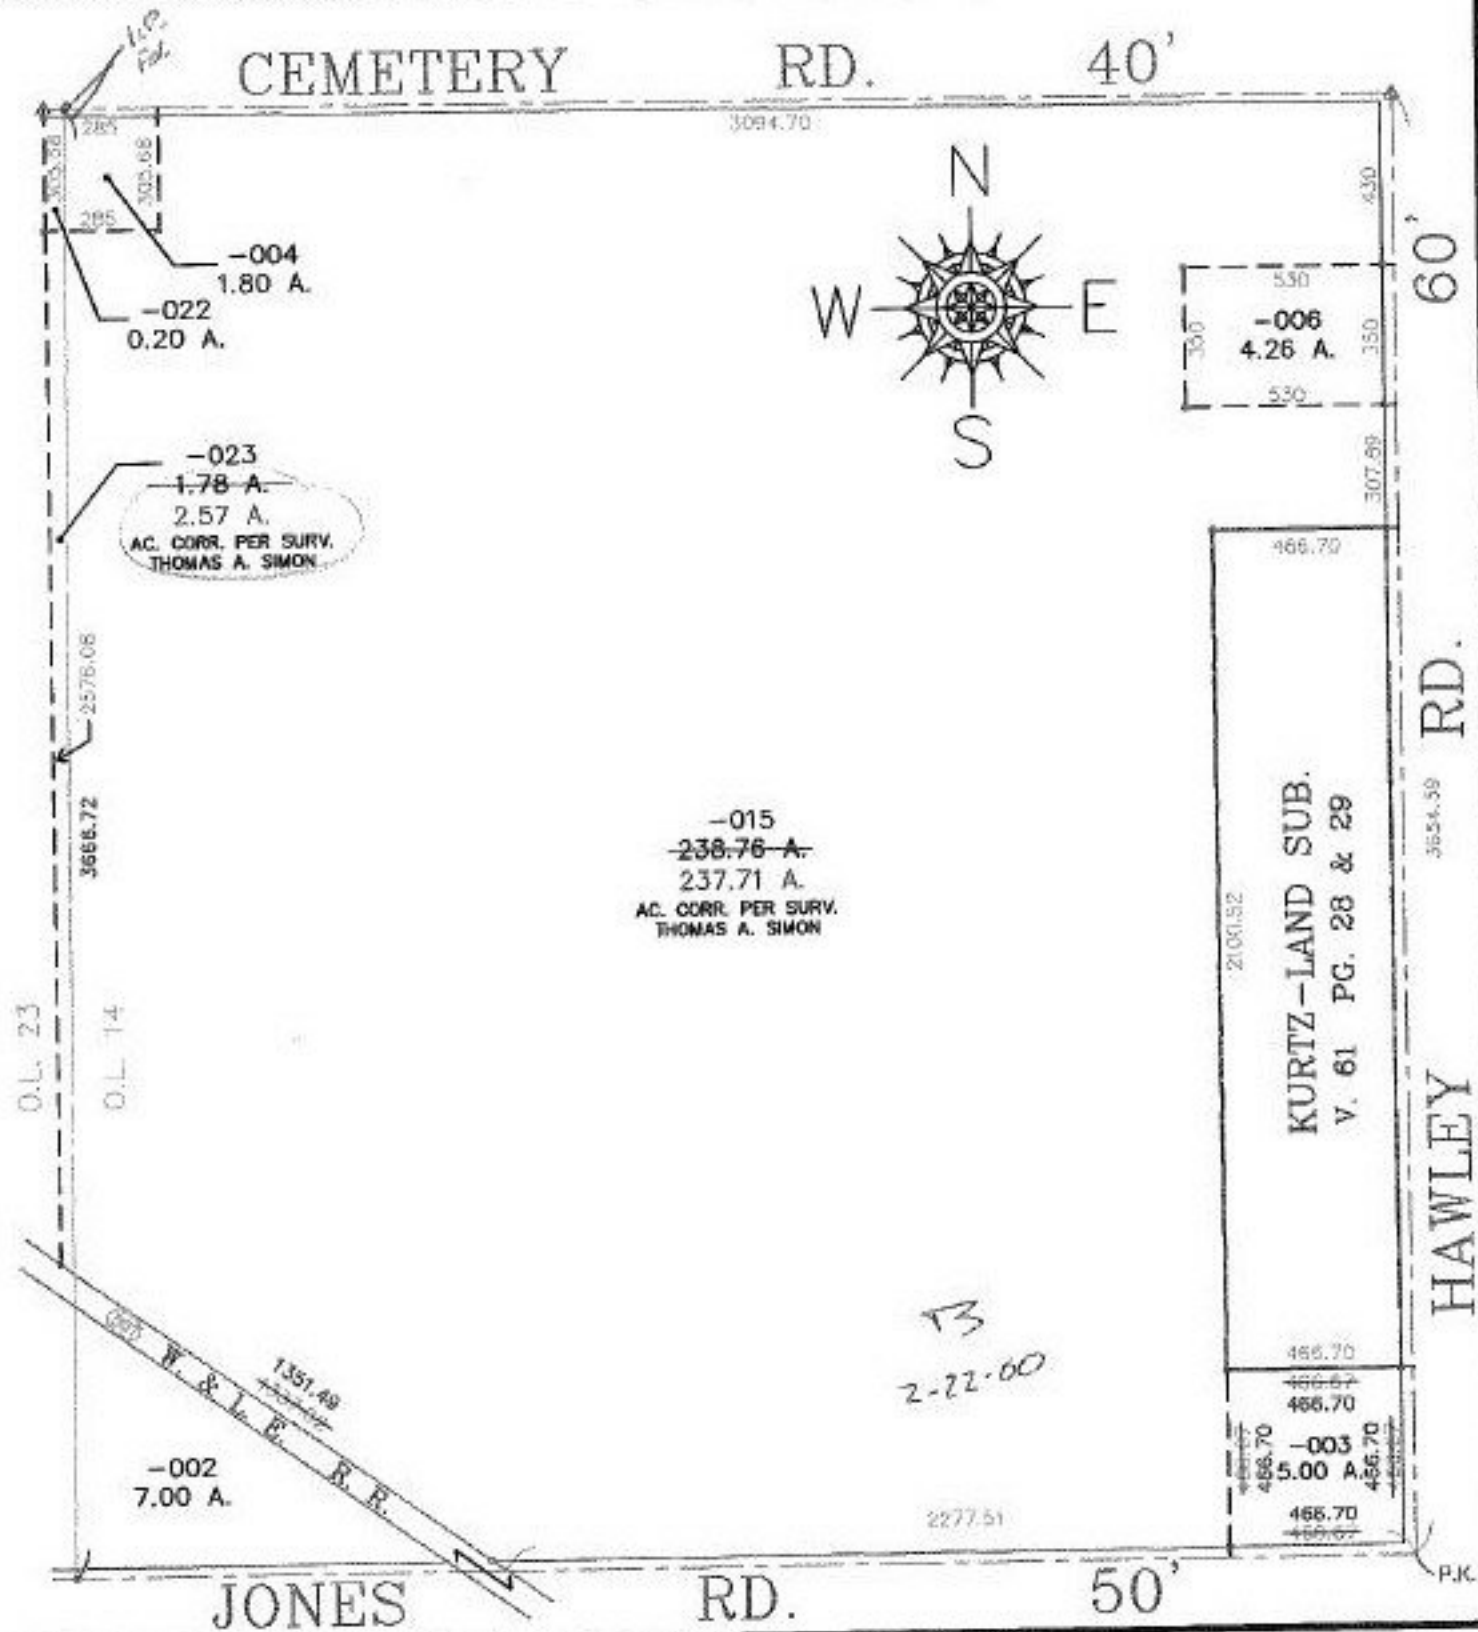 I.P.
Fd.
CEMETERY RD. 40'
285
3094.70
305.68
305.68
285
-004
1.80 A.
-022
0.20 A.
N
W E
S
430
60'
530
-006
4.26 A.
350
350
530
307.89
-023
1.78 A.
2.57 A.
AC. CORR. PER SURV.
THOMAS A. SIMON
466.70
2576.08
3666.72
-015
238.76 A.
237.71 A.
AC. CORR. PER SURV.
THOMAS A. SIMON
2100.52
KURTZ-LAND SUB.
V. 61 PG. 28 & 29
3654.59
HAWLEY RD.
O.L. 23
O.L. 14
W. & L. E. R. R.
1351.49
2-22-60
466.70
466.67
466.70
-003
5.00 A.
466.70
466.70
466.70
466.67
-002
7.00 A.
2277.51
P.K.
JONES RD. 50'